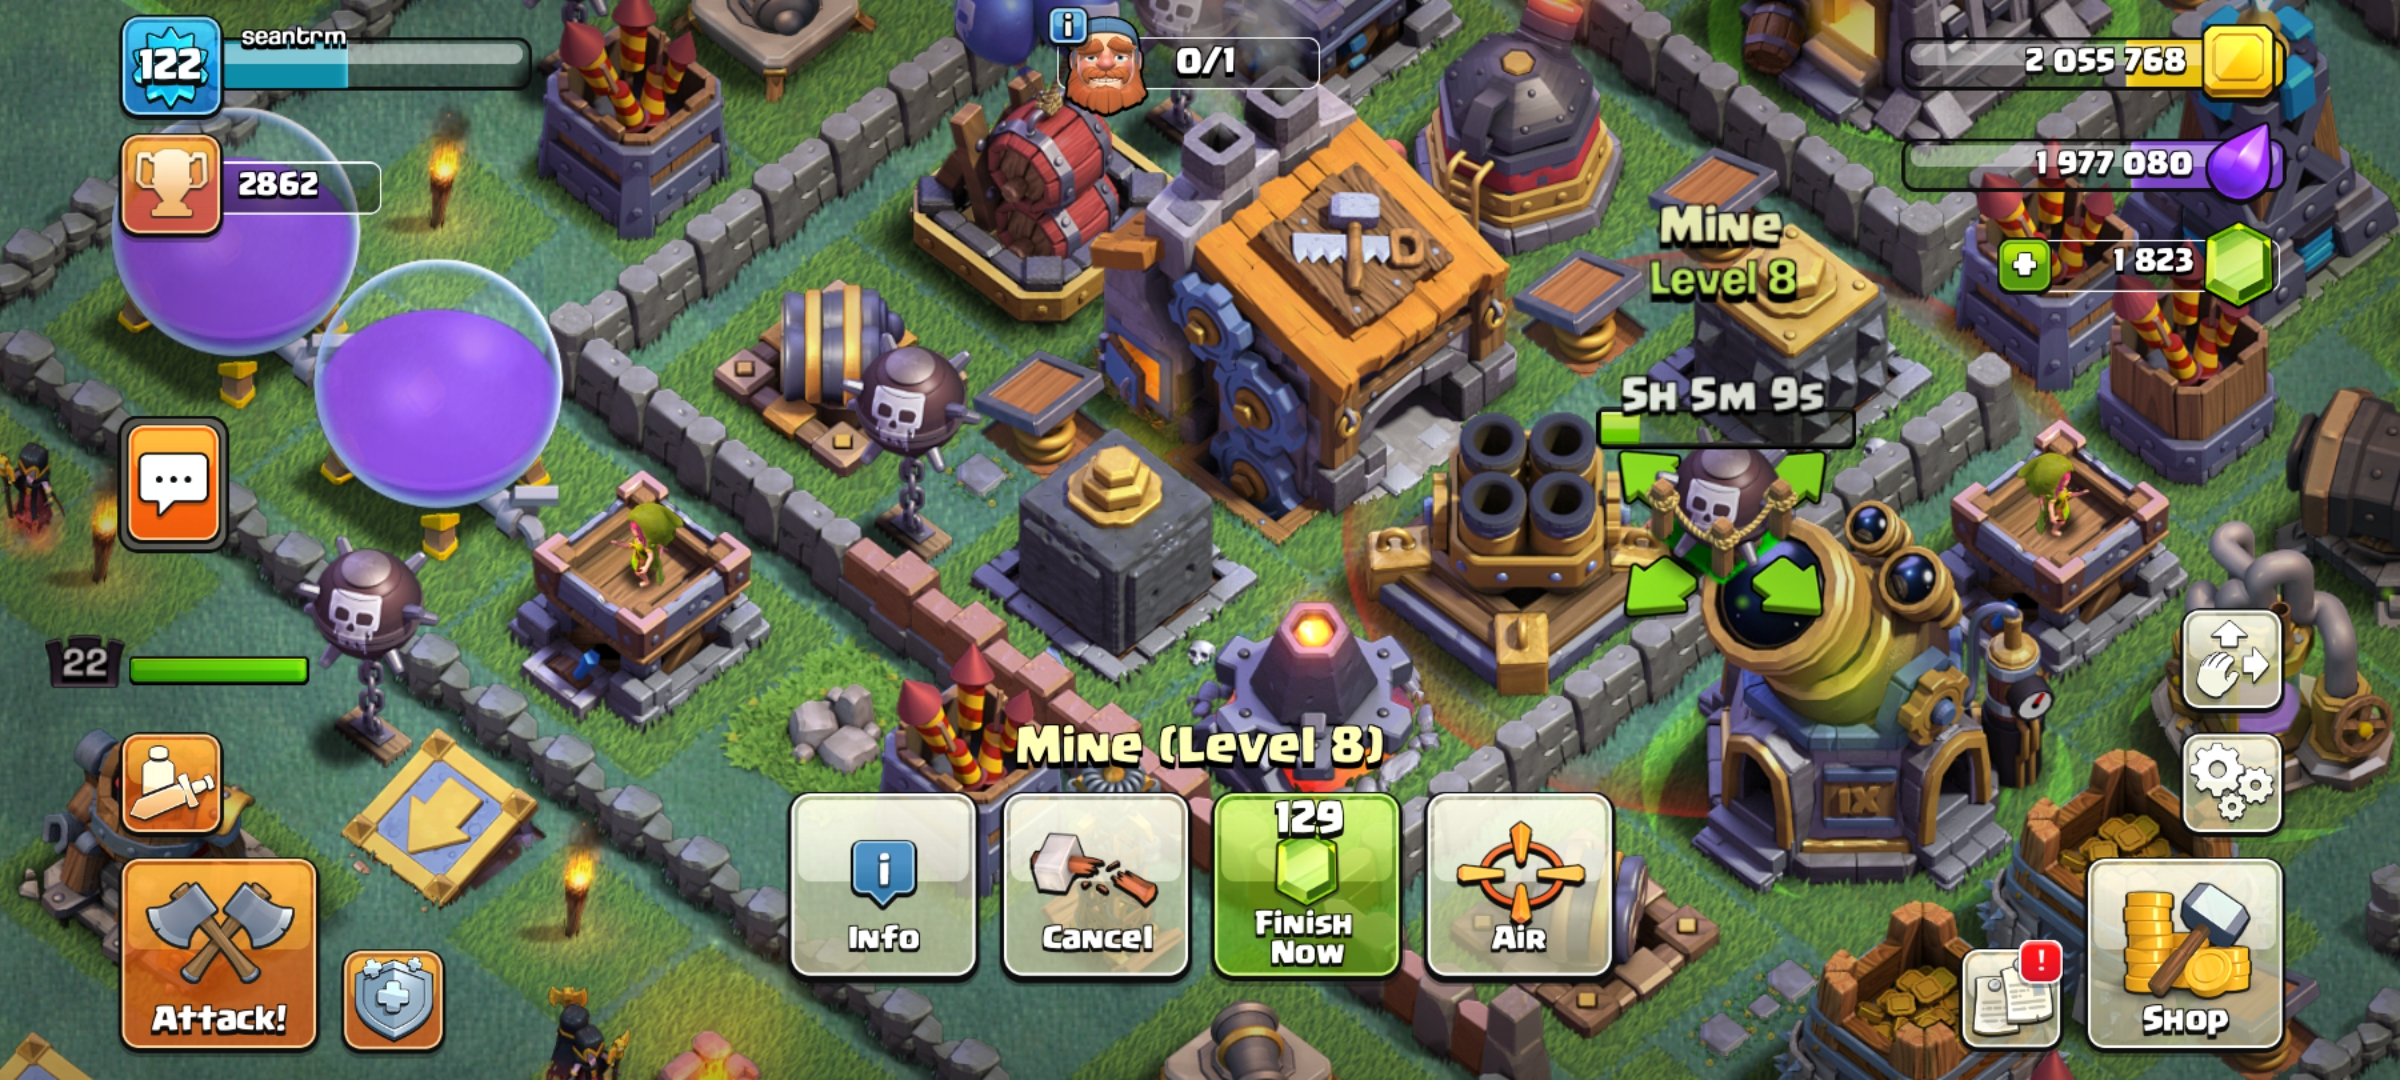 122
seantrm
0/1
2 055 768
2862
1 977 080
1 823
Mine
Level 8
5H 5M 9S
22
Mine (Level 8)
IX
Info
Cancel
129
Finish
Now
Air
Attack!
!
Shop